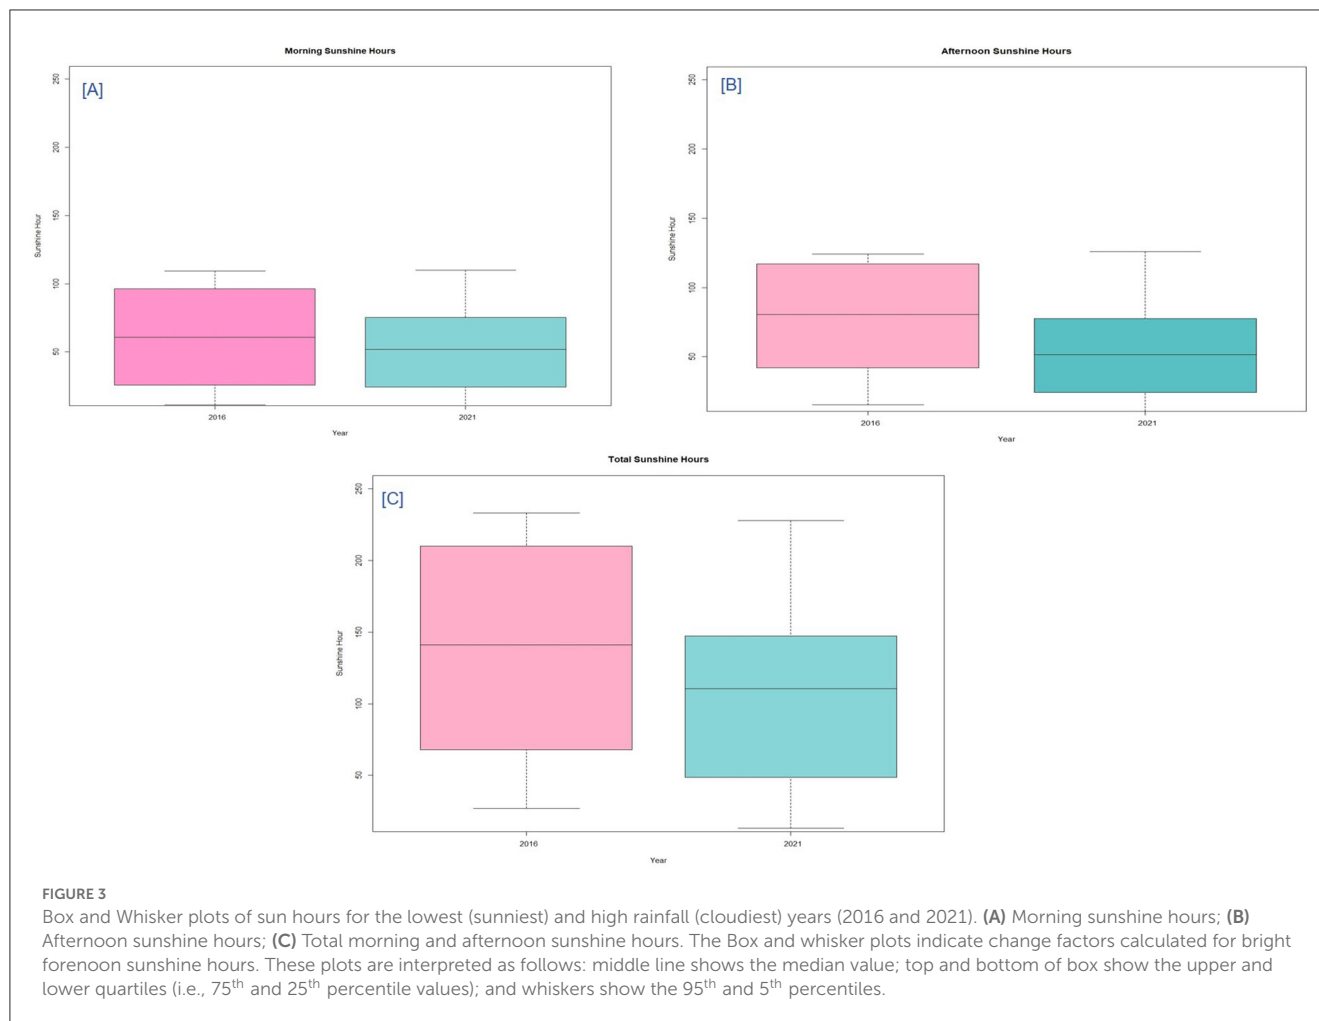 Morning Sunshine Hours
[A]
Sunshine Hour
250
200
150
100
50
2016
2021
Year
Afternoon Sunshine Hours
[B]
Sunshine Hour
250
200
150
100
50
2016
2021
Year
Total Sunshine Hours
[C]
Sunshine Hour
250
200
150
100
50
2016
2021
Year
FIGURE 3
Box and Whisker plots of sun hours for the lowest (sunniest) and high rainfall (cloudiest) years (2016 and 2021). (A) Morning sunshine hours; (B)
Afternoon sunshine hours; (C) Total morning and afternoon sunshine hours. The Box and whisker plots indicate change factors calculated for bright
forenoon sunshine hours. These plots are interpreted as follows: middle line shows the median value; top and bottom of box show the upper and
lower quartiles (i.e., 75th and 25th percentile values); and whiskers show the 95th and 5th percentiles.